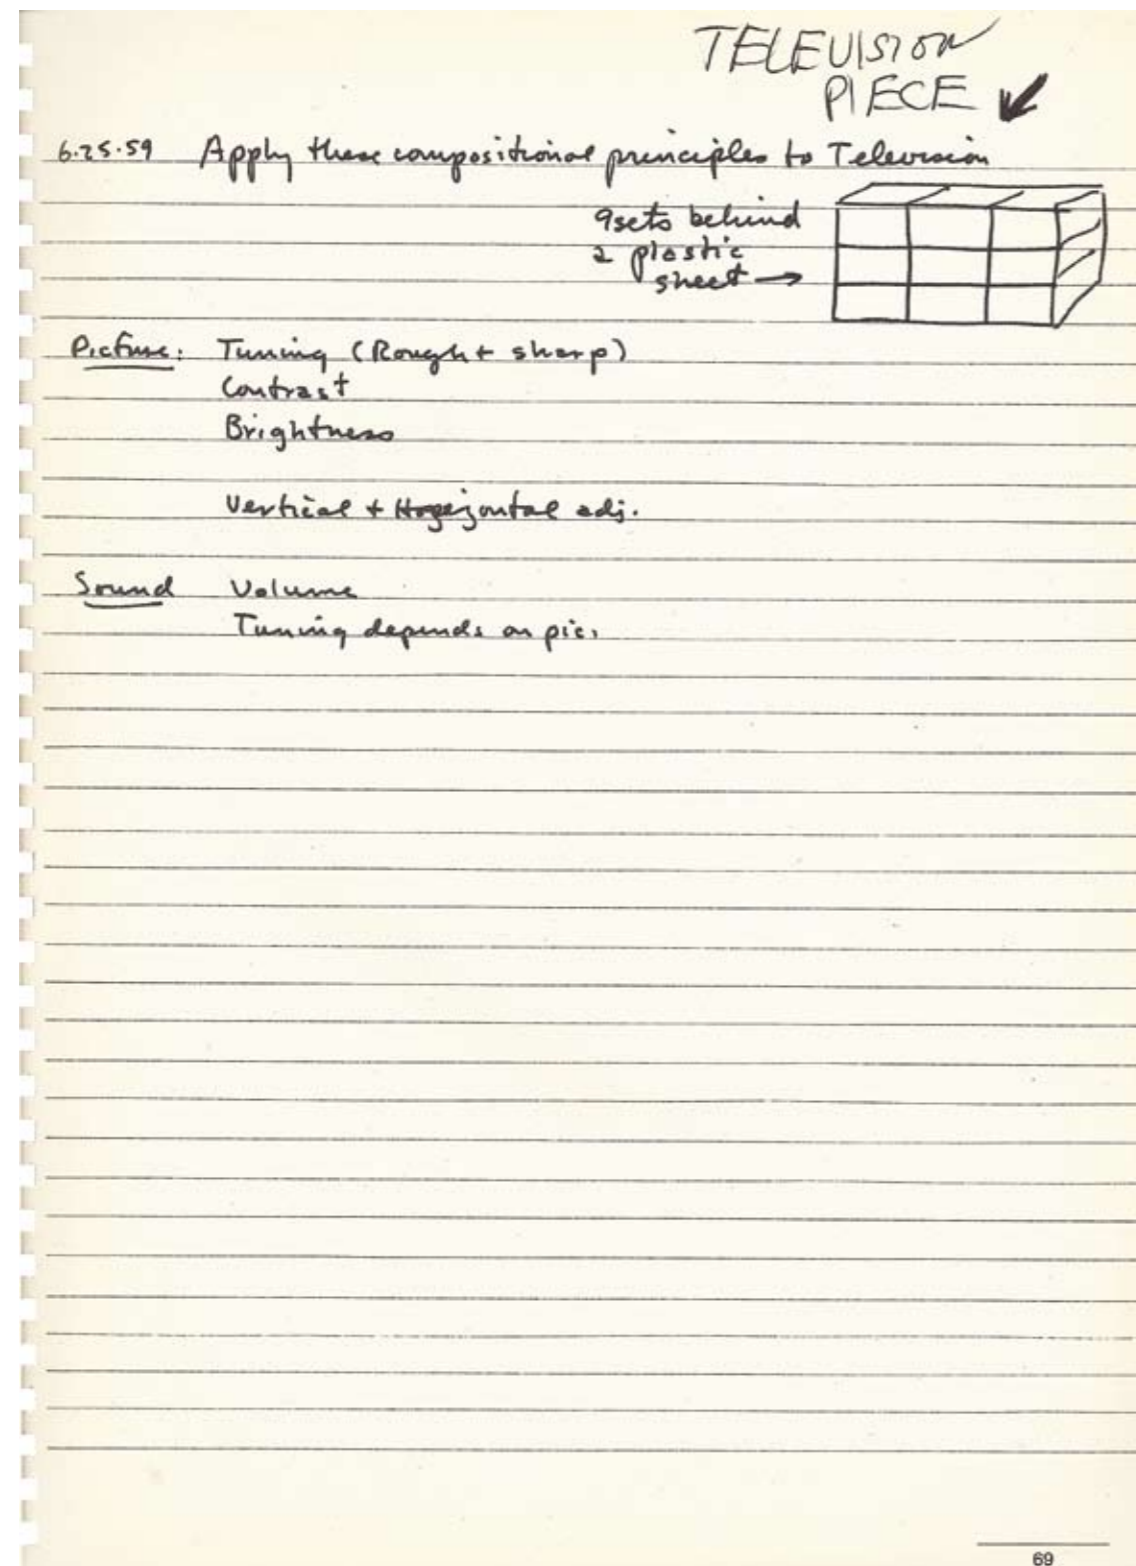 TELEVISION
PIECE
6.25.59 Apply these compositional principles to Television
9 sets behind
a plastic
sheet →
Picture: Tuning (Rough + sharp)
Contrast
Brightness
Vertical + Horizontal adj.
Sound Volume
Tuning depends on pic.
69